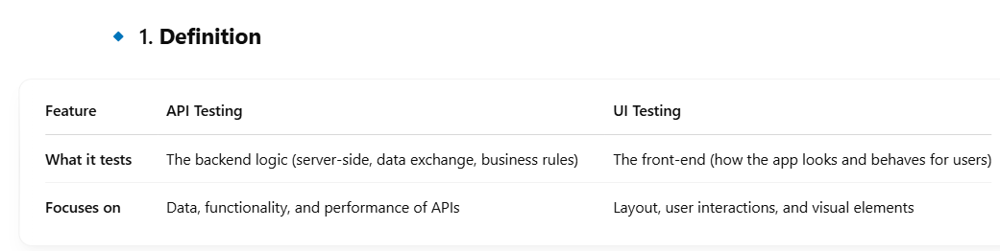 1. Definition
Feature API Testing UI Testing
What it tests The backend logic (server-side, data exchange, business rules) The front-end (how the app looks and behaves for users)
Focuses on Data, functionality, and performance of APIs Layout, user interactions, and visual elements